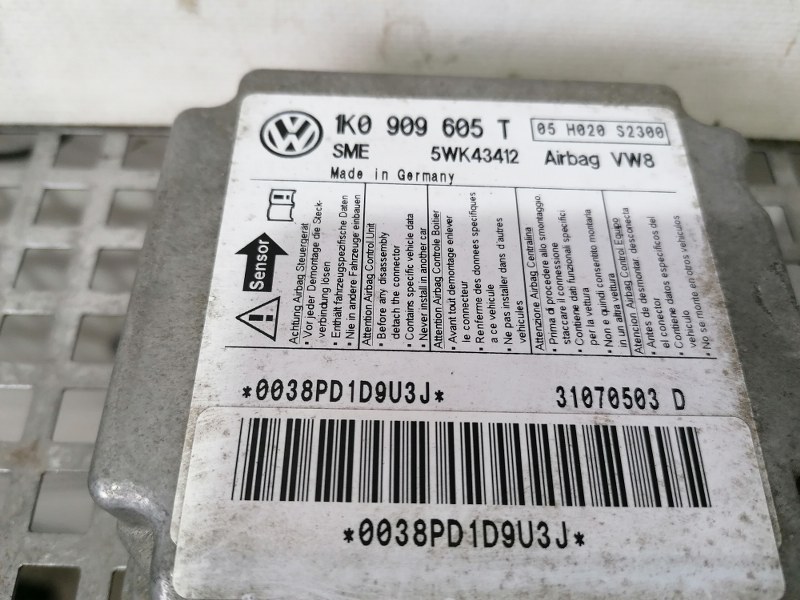 1K0 909 605 T
05 H020 S2300
SME 5WK43412 Airbag VW8
Made in Germany
Sensor
Achtung Airbag Steuergerät
• Vor jeder Demontage die Steck-
verbindung lösen
• Enthält fahrzeugspezifische Daten
• Nie in andere Fahrzeuge einbauen
Attention Airbag Control Unit
• Before any disassembly
detach the connector
• Contains specific vehicle data
• Never install in another car
Attention Airbag Controle Boitier
• Avant tout demontage enlever
le connecteur
• Renferme des donnees specifiques
a ce vehicule
• Ne pas installer dans d'autres
vehicules
Attenzione Airbag Centralina
• Prima di procedere allo smontaggio,
staccare il connessione
• Contiene dati funzionali specifici
per la vettura
• Non e quindi consentito montarla
in un altra vettura
Atencion Airbag Control Equipo
• Antes de desmontar, desconecta
el conector
• Contiene datos especificos del
vehiculo
• No se monte en otros vehiculos
*0038PD1D9U3J* 31070503 D
*0038PD1D9U3J*